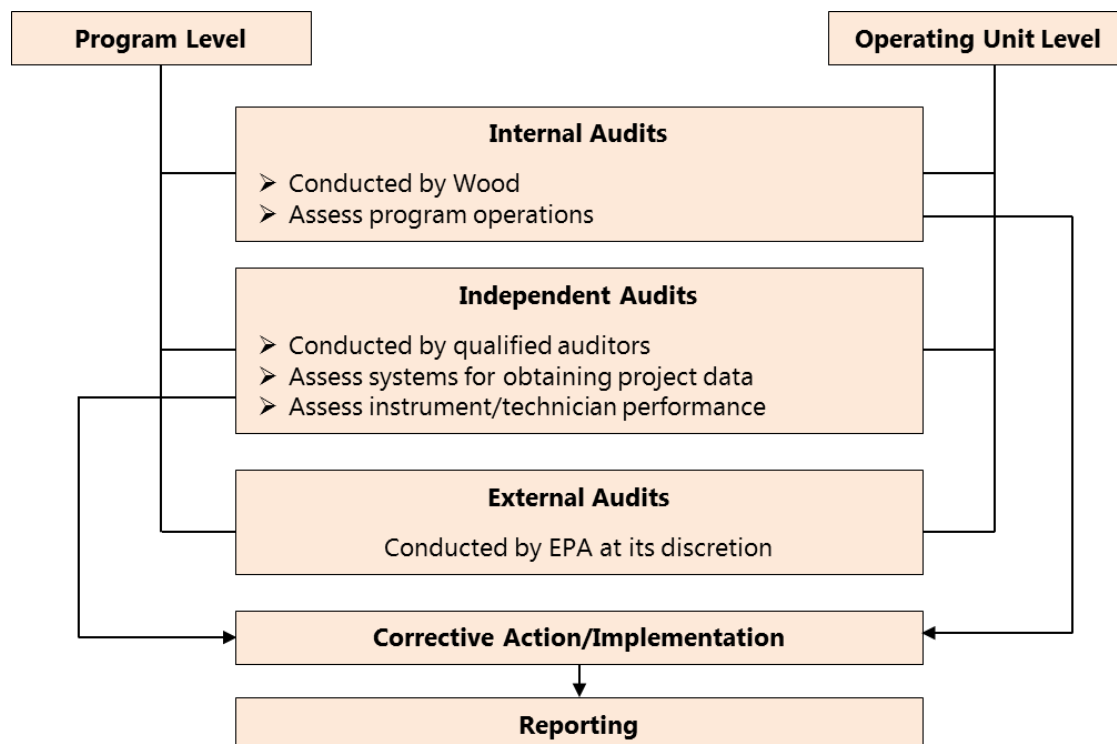 Program Level
Operating Unit Level
Internal Audits
➢ Conducted by Wood
➢ Assess program operations
Independent Audits
➢ Conducted by qualified auditors
➢ Assess systems for obtaining project data
➢ Assess instrument/technician performance
External Audits
Conducted by EPA at its discretion
Corrective Action/Implementation
Reporting